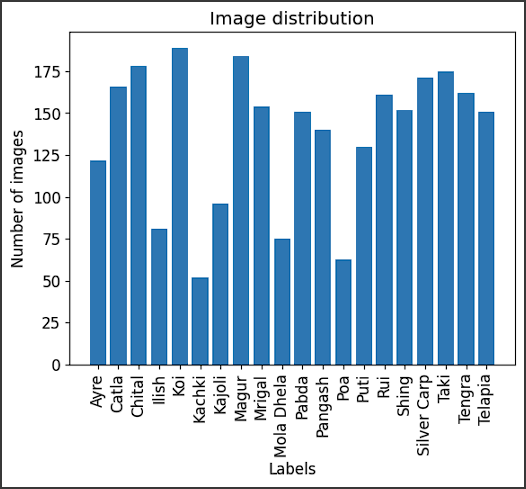 Image distribution
Number of images
175
150
125
100
75
50
25
0
Ayre
Catla
Chital
Ilish
Koi
Kachki
Kajoli
Magur
Mrigal
Mola Dhela
Pabda
Pangash
Poa
Puti
Rui
Shing
Silver Carp
Taki
Tengra
Telapia
Labels